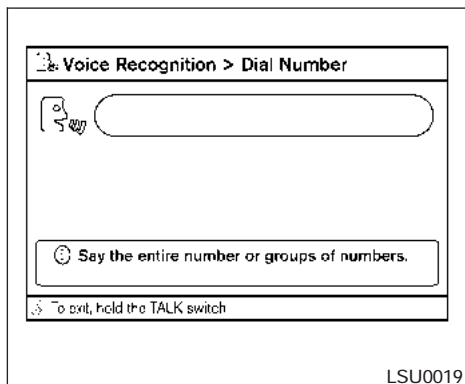 Voice Recognition > Dial Number
Say the entire number or groups of numbers.
To exit, hold the TALK switch
LSU0019